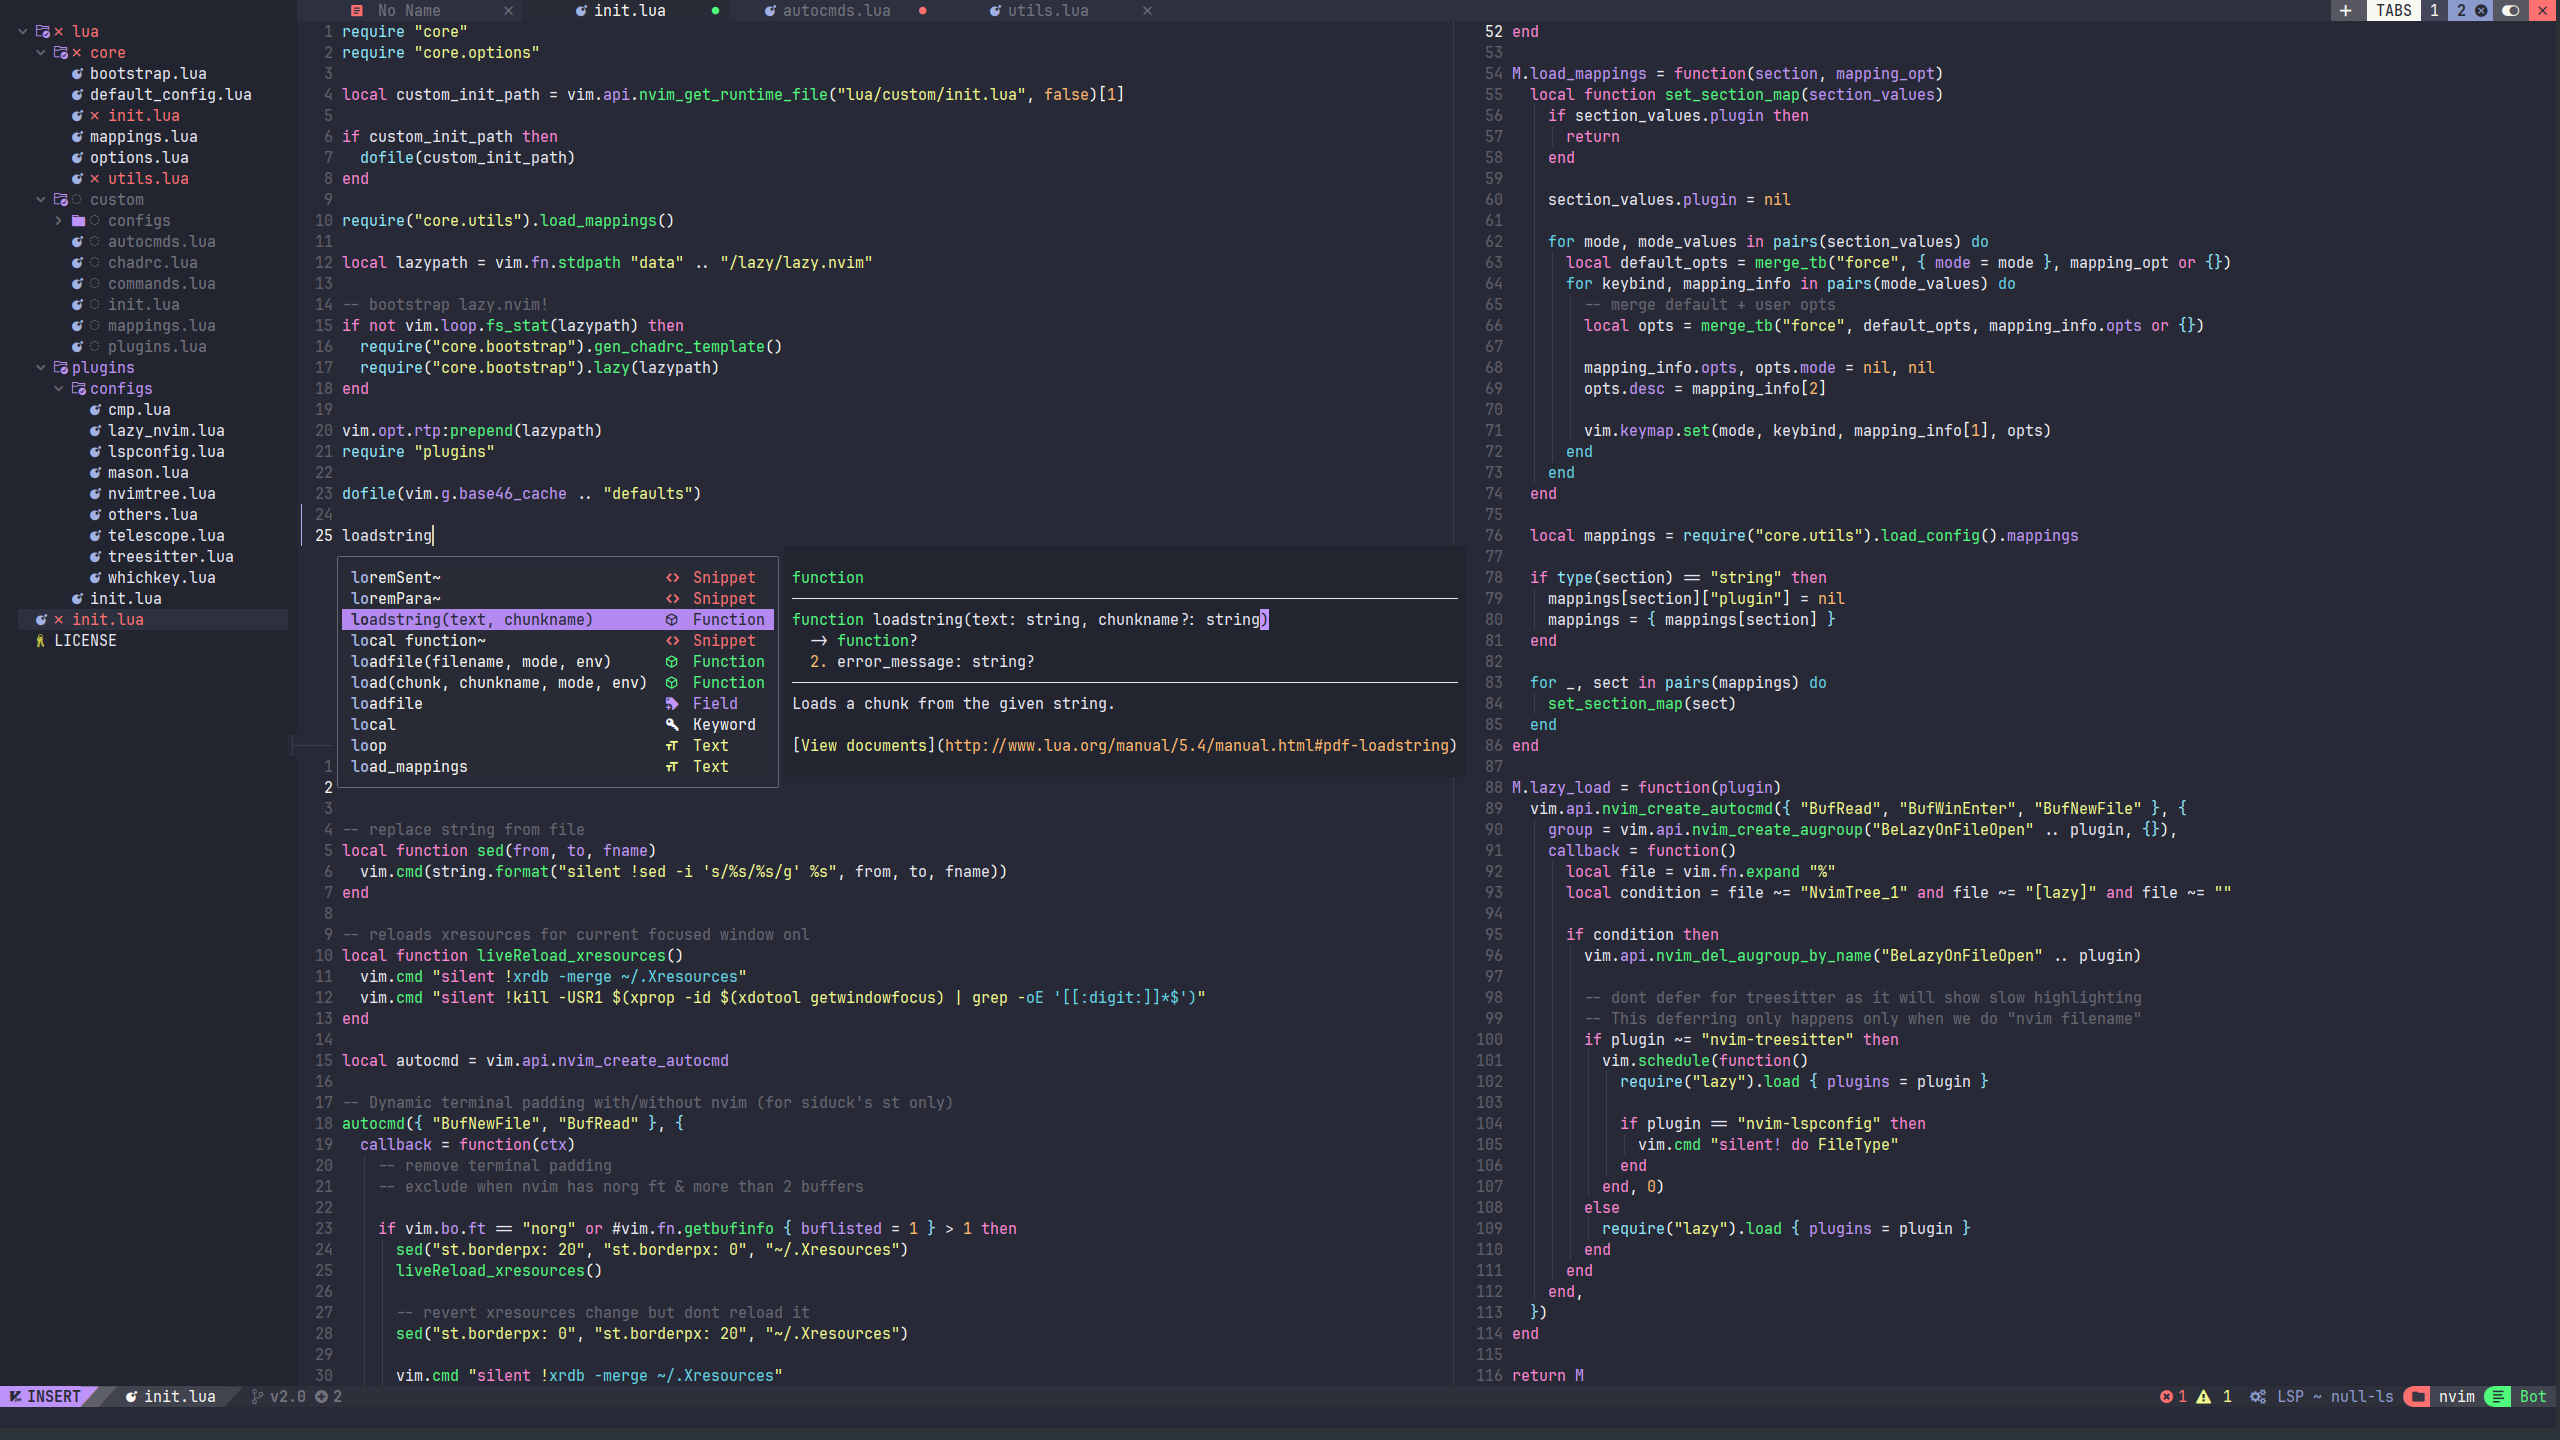 No Name
init.lua
autocmds.lua
utils.lua
TABS 1 2
lua
core
bootstrap.lua
default_config.lua
init.lua
mappings.lua
options.lua
utils.lua
custom
configs
autocmds.lua
chadrc.lua
commands.lua
init.lua
mappings.lua
plugins.lua
plugins
configs
cmp.lua
lazy_nvim.lua
lspconfig.lua
mason.lua
nvimtree.lua
others.lua
telescope.lua
treesitter.lua
whichkey.lua
init.lua
init.lua
LICENSE
1 require "core"
2 require "core.options"
3
4 local custom_init_path = vim.api.nvim_get_runtime_file("lua/custom/init.lua", false)[1]
5
6 if custom_init_path then
7   dofile(custom_init_path)
8 end
9
10 require("core.utils").load_mappings()
11
12 local lazypath = vim.fn.stdpath "data" .. "/lazy/lazy.nvim"
13
14 -- bootstrap lazy.nvim!
15 if not vim.loop.fs_stat(lazypath) then
16   require("core.bootstrap").gen_chadrc_template()
17   require("core.bootstrap").lazy(lazypath)
18 end
19
20 vim.opt.rtp:prepend(lazypath)
21 require "plugins"
22
23 dofile(vim.g.base46_cache .. "defaults")
24
25 loadstring
loremSent~ Snippet
loremPara~ Snippet
loadstring(text, chunkname) Function
local function~ Snippet
loadfile(filename, mode, env) Function
load(chunk, chunkname, mode, env) Function
loadfile Field
local Keyword
loop Text
load_mappings Text
function
function loadstring(text: string, chunkname?: string)
  -> function?
  2. error_message: string?
Loads a chunk from the given string.
[View documents](http://www.lua.org/manual/5.4/manual.html#pdf-loadstring)
1
2
3
4 -- replace string from file
5 local function sed(from, to, fname)
6   vim.cmd(string.format("silent !sed -i 's/%s/%s/g' %s", from, to, fname))
7 end
8
9 -- reloads xresources for current focused window onl
10 local function liveReload_xresources()
11   vim.cmd "silent !xrdb -merge ~/.Xresources"
12   vim.cmd "silent !kill -USR1 $(xprop -id $(xdotool getwindowfocus) | grep -oE '[[:digit:]]*$')"
13 end
14
15 local autocmd = vim.api.nvim_create_autocmd
16
17 -- Dynamic terminal padding with/without nvim (for siduck's st only)
18 autocmd({ "BufNewFile", "BufRead" }, {
19   callback = function(ctx)
20     -- remove terminal padding
21     -- exclude when nvim has norg ft & more than 2 buffers
22
23     if vim.bo.ft == "norg" or #vim.fn.getbufinfo { buflisted = 1 } > 1 then
24       sed("st.borderpx: 20", "st.borderpx: 0", "~/.Xresources")
25       liveReload_xresources()
26
27       -- revert xresources change but dont reload it
28       sed("st.borderpx: 0", "st.borderpx: 20", "~/.Xresources")
29
30       vim.cmd "silent !xrdb -merge ~/.Xresources"
52 end
53
54 M.load_mappings = function(section, mapping_opt)
55   local function set_section_map(section_values)
56     if section_values.plugin then
57       return
58     end
59
60     section_values.plugin = nil
61
62     for mode, mode_values in pairs(section_values) do
63       local default_opts = merge_tb("force", { mode = mode }, mapping_opt or {})
64       for keybind, mapping_info in pairs(mode_values) do
65         -- merge default + user opts
66         local opts = merge_tb("force", default_opts, mapping_info.opts or {})
67
68         mapping_info.opts, opts.mode = nil, nil
69         opts.desc = mapping_info[2]
70
71         vim.keymap.set(mode, keybind, mapping_info[1], opts)
72       end
73     end
74   end
75
76   local mappings = require("core.utils").load_config().mappings
77
78   if type(section) == "string" then
79     mappings[section]["plugin"] = nil
80     mappings = { mappings[section] }
81   end
82
83   for _, sect in pairs(mappings) do
84     set_section_map(sect)
85   end
86 end
87
88 M.lazy_load = function(plugin)
89   vim.api.nvim_create_autocmd({ "BufRead", "BufWinEnter", "BufNewFile" }, {
90     group = vim.api.nvim_create_augroup("BeLazyOnFileOpen" .. plugin, {}),
91     callback = function()
92       local file = vim.fn.expand "%"
93       local condition = file ~= "NvimTree_1" and file ~= "[lazy]" and file ~= ""
94
95       if condition then
96         vim.api.nvim_del_augroup_by_name("BeLazyOnFileOpen" .. plugin)
97
98         -- dont defer for treesitter as it will show slow highlighting
99         -- This deferring only happens only when we do "nvim filename"
100         if plugin ~= "nvim-treesitter" then
101           vim.schedule(function()
102             require("lazy").load { plugins = plugin }
103
104             if plugin == "nvim-lspconfig" then
105               vim.cmd "silent! do FileType"
106             end
107           end, 0)
108         else
109           require("lazy").load { plugins = plugin }
110         end
111       end
112     end,
113   })
114 end
115
116 return M
INSERT init.lua v2.0 2
1 1 LSP ~ null-ls nvim Bot